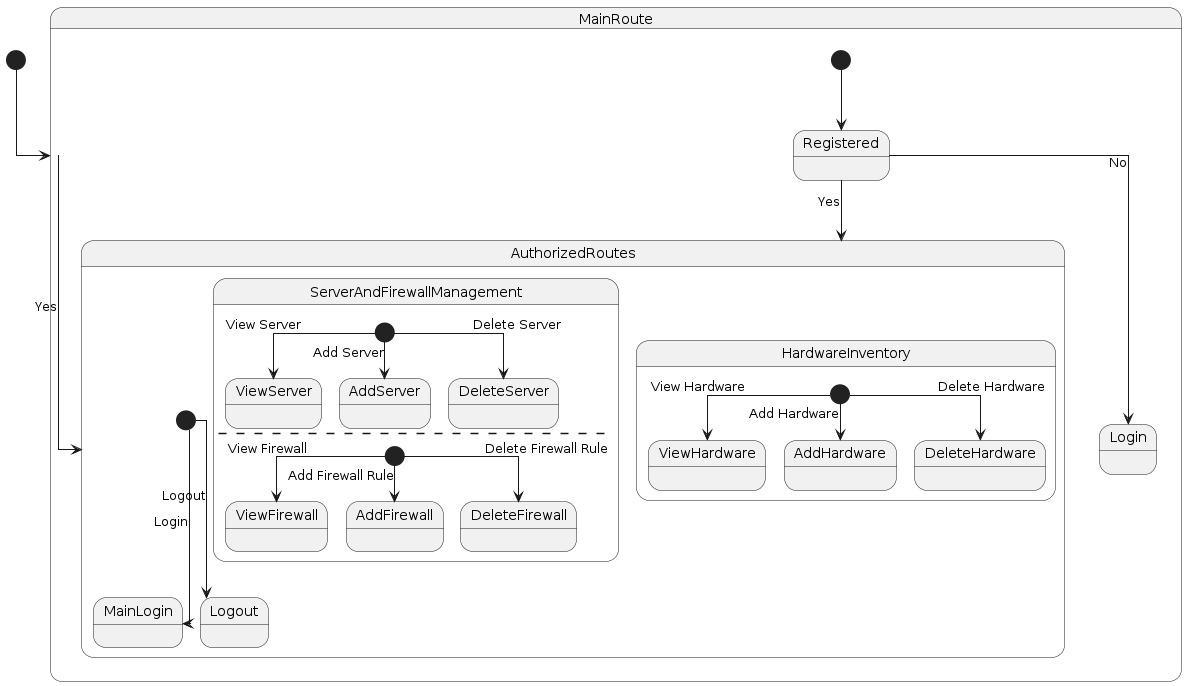 MainRoute
Registered
No
Yes
AuthorizedRoutes
Yes
ServerAndFirewallManagement
View Server
Delete Server
Add Server
ViewServer
AddServer
DeleteServer
View Firewall
Delete Firewall Rule
Add Firewall Rule
ViewFirewall
AddFirewall
DeleteFirewall
HardwareInventory
View Hardware
Delete Hardware
Add Hardware
ViewHardware
AddHardware
DeleteHardware
Login
Logout
Login
MainLogin
Logout